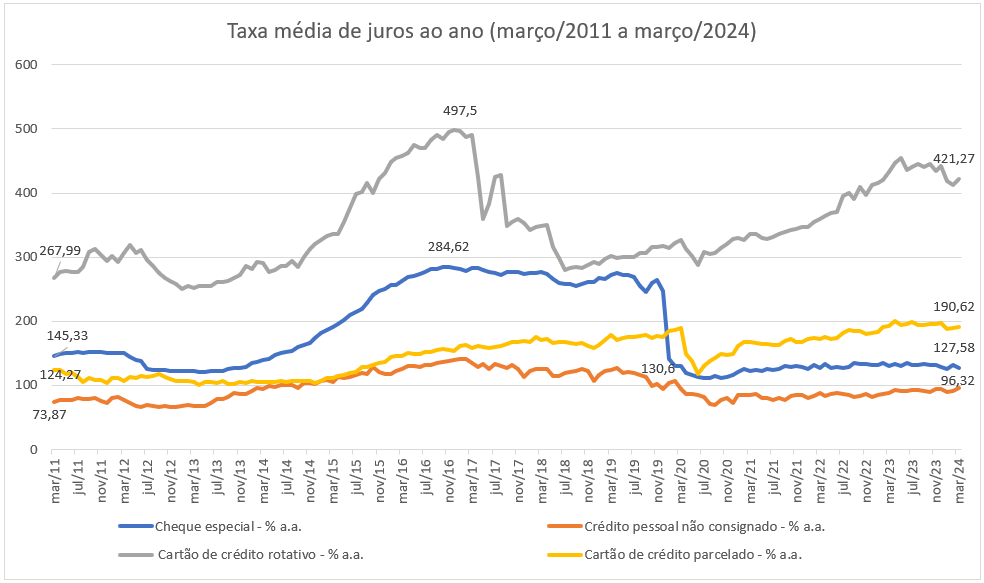 Taxa média de juros ao ano (março/2011 a março/2024)
600
500
400
300
200
100
0
267,99
145,33
124,27
73,87
497,5
284,62
130,6
421,27
190,62
127,58
96,32
mar/11
jul/11
nov/11
mar/12
jul/12
nov/12
mar/13
jul/13
nov/13
mar/14
jul/14
nov/14
mar/15
jul/15
nov/15
mar/16
jul/16
nov/16
mar/17
jul/17
nov/17
mar/18
jul/18
nov/18
mar/19
jul/19
nov/19
mar/20
jul/20
nov/20
mar/21
jul/21
nov/21
mar/22
jul/22
nov/22
mar/23
jul/23
nov/23
mar/24
Cheque especial - % a.a.
Crédito pessoal não consignado - % a.a.
Cartão de crédito rotativo - % a.a.
Cartão de crédito parcelado - % a.a.